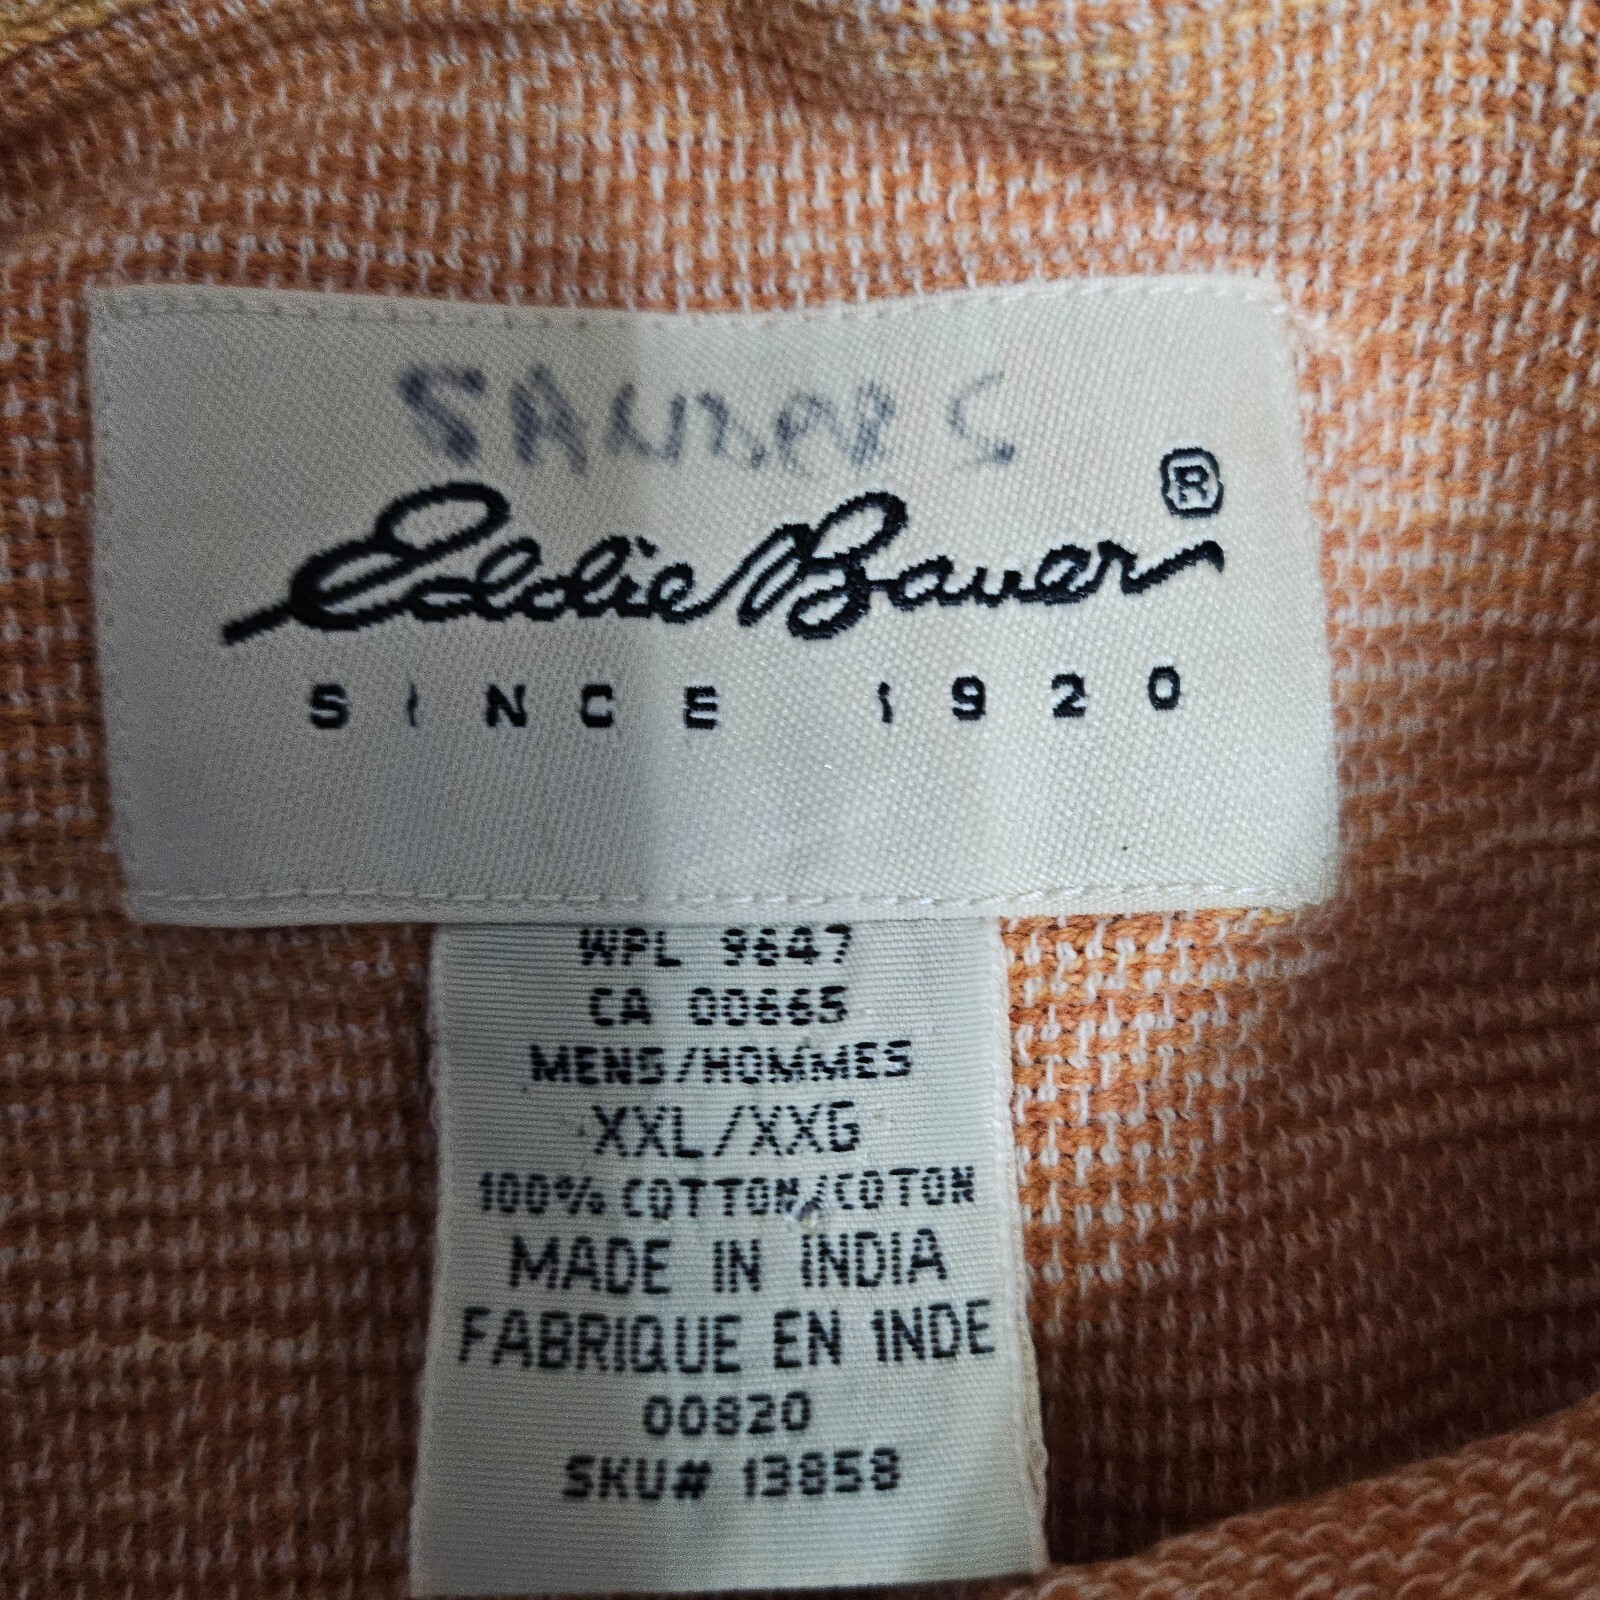 Eddie Bauer®
SINCE 1920
WPL 9647
CA 00665
MENS/HOMMES
XXL/XXG
100% COTTON/COTON
MADE IN INDIA
FABRIQUE EN INDE
00820
SKU# 13858